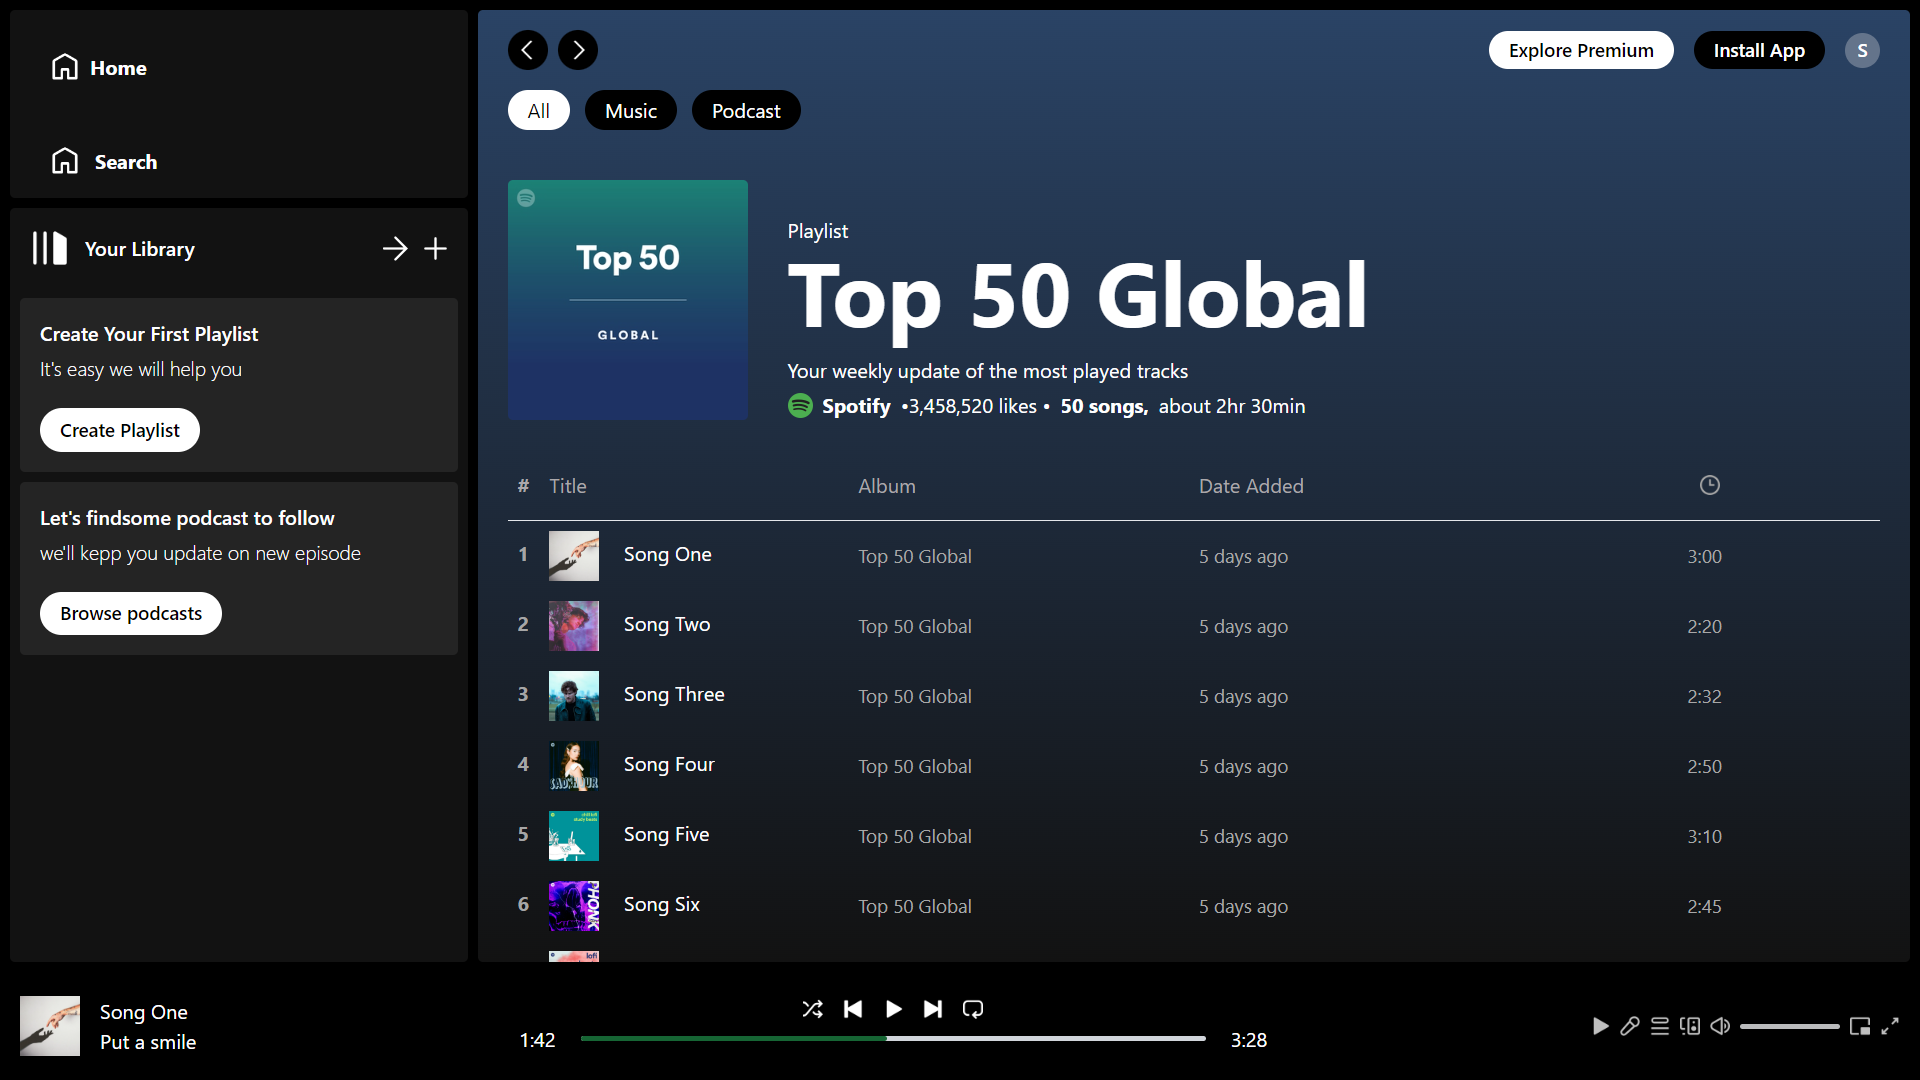 Home
Search
Your Library
Create Your First Playlist
It's easy we will help you
Create Playlist
Let's findsome podcast to follow
we'll kepp you update on new episode
Browse podcasts
Explore Premium
Install App
S
All
Music
Podcast
Top 50
GLOBAL
Playlist
Top 50 Global
Your weekly update of the most played tracks
Spotify •3,458,520 likes • 50 songs, about 2hr 30min
# Title Album Date Added
1 Song One Top 50 Global 5 days ago 3:00
2 Song Two Top 50 Global 5 days ago 2:20
3 Song Three Top 50 Global 5 days ago 2:32
4 Song Four Top 50 Global 5 days ago 2:50
5 Song Five Top 50 Global 5 days ago 3:10
6 PHONK Song Six Top 50 Global 5 days ago 2:45
lofi
Song One
Put a smile
1:42
3:28